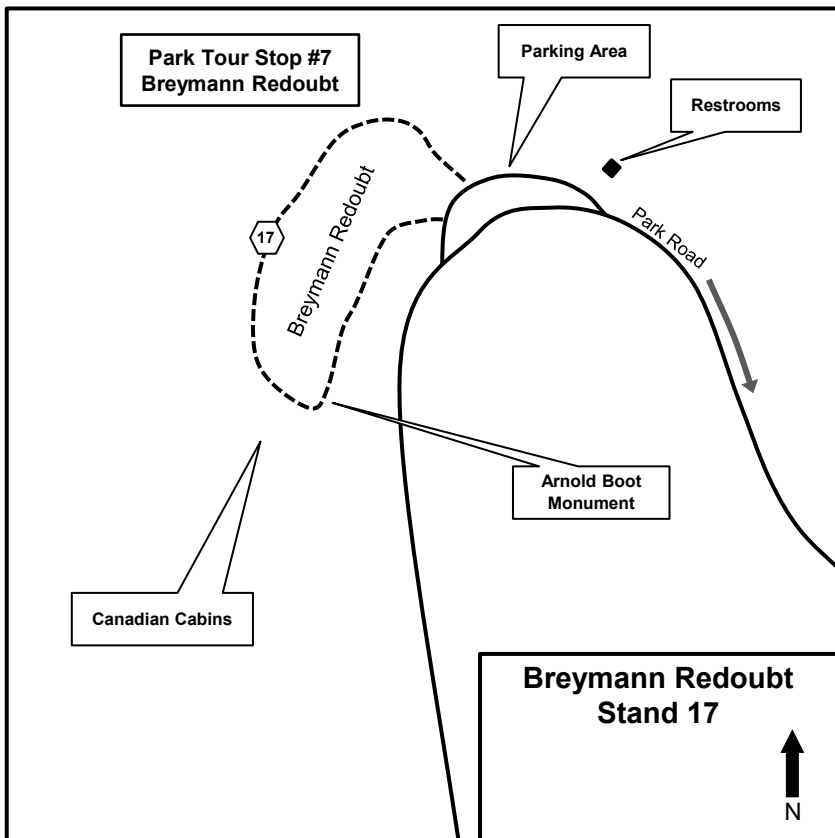 Park Tour Stop #7
Breymann Redoubt
Parking Area
Restrooms
17
Breymann Redoubt
Park Road
Arnold Boot
Monument
Canadian Cabins
Breymann Redoubt
Stand 17
N